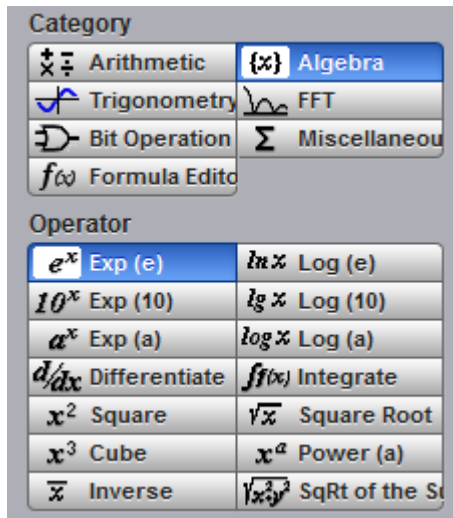 Category
Arithmetic {x} Algebra
Trigonometry FFT
Bit Operation Σ Miscellaneou
f(x) Formula Edito
Operator
eˣ Exp (e) ln x Log (e)
10ˣ Exp (10) lg x Log (10)
aˣ Exp (a) log x Log (a)
d/dx Differentiate ∫f(x) Integrate
x² Square √x Square Root
x³ Cube xᵃ Power (a)
x̅ Inverse √x²+y² SqRt of the Su